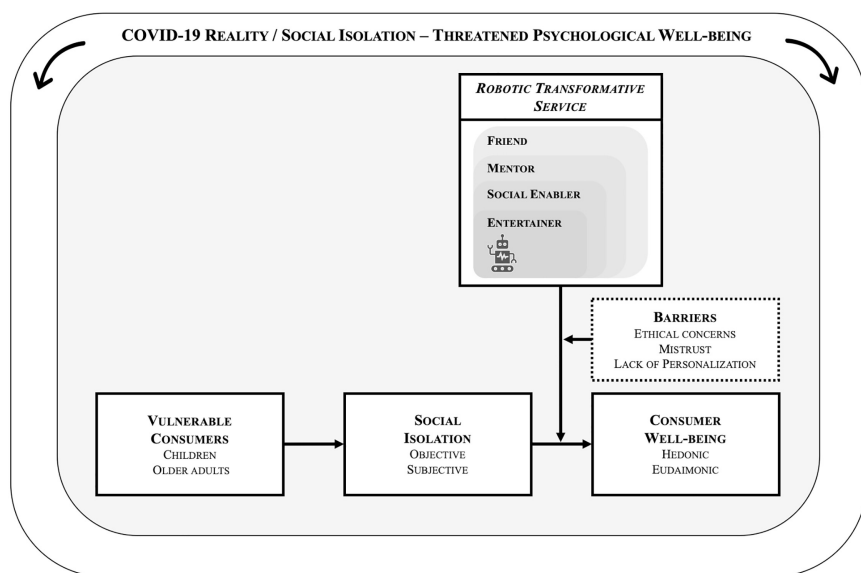 COVID-19 REALITY / SOCIAL ISOLATION – THREATENED PSYCHOLOGICAL WELL-BEING
ROBOTIC TRANSFORMATIVE
SERVICE
FRIEND
MENTOR
SOCIAL ENABLER
ENTERTAINER
BARRIERS
ETHICAL CONCERNS
MISTRUST
LACK OF PERSONALIZATION
VULNERABLE
CONSUMERS
CHILDREN
OLDER ADULTS
SOCIAL
ISOLATION
OBJECTIVE
SUBJECTIVE
CONSUMER
WELL-BEING
HEDONIC
EUDAIMONIC